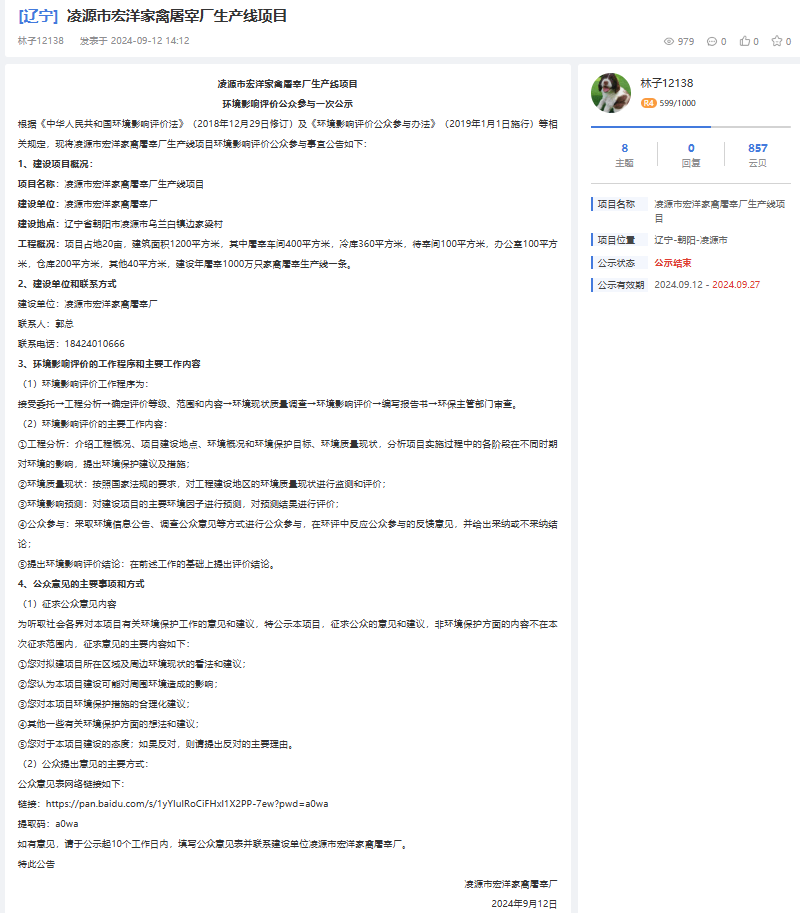 [辽宁] 凌源市宏洋家禽屠宰厂生产线项目
林子12138 发表于 2024-09-12 14:12
979 0 0 0
凌源市宏洋家禽屠宰厂生产线项目
环境影响评价公众参与一次公示
根据《中华人民共和国环境影响评价法》（2018年12月29日修订）及《环境影响评价公众参与办法》（2019年1月1日施行）等相
关规定，现将凌源市宏洋家禽屠宰厂生产线项目环境影响评价公众参与事宜公告如下：
1、建设项目概况：
项目名称：凌源市宏洋家禽屠宰厂生产线项目
建设单位：凌源市宏洋家禽屠宰厂
建设地点：辽宁省朝阳市凌源市乌兰白镇边家梁村
工程概况：项目占地20亩，建筑面积1200平方米，其中屠宰车间400平方米，冷库360平方米，待宰间100平方米，办公室100平方
米，仓库200平方米，其他40平方米，建设年屠宰1000万只家禽屠宰生产线一条。
2、建设单位和联系方式
建设单位：凌源市宏洋家禽屠宰厂
联系人：郭总
联系电话：18424010666
3、环境影响评价的工作程序和主要工作内容
（1）环境影响评价工作程序为：
接受委托→工程分析→确定评价等级、范围和内容→环境现状质量调查→环境影响评价→编写报告书→环保主管部门审查。
（2）环境影响评价的主要工作内容：
①工程分析：介绍工程概况、项目建设地点、环境概况和环境保护目标、环境质量现状，分析项目实施过程中的各阶段在不同时期
对环境的影响，提出环境保护建议及措施；
②环境质量现状：按照国家法规的要求，对工程建设地区的环境质量现状进行监测和评价；
③环境影响预测：对建设项目的主要环境因子进行预测，对预测结果进行评价；
④公众参与：采取环境信息公告、调查公众意见等方式进行公众参与，在环评中反应公众参与的反馈意见，并给出采纳或不采纳结
论；
⑤提出环境影响评价结论：在前述工作的基础上提出评价结论。
4、公众意见的主要事项和方式
（1）征求公众意见内容
为听取社会各界对本项目有关环境保护工作的意见和建议，特公示本项目，征求公众的意见和建议，非环境保护方面的内容不在本
次征求范围内，征求意见的主要内容如下：
①您对拟建项目所在区域及周边环境现状的看法和建议；
②您认为本项目建设可能对周围环境造成的影响；
③您对本项目环境保护措施的合理化建议；
④其他一些有关环境保护方面的想法和建议；
⑤您对于本项目建设的态度；如果反对，则请提出反对的主要理由。
（2）公众提出意见的主要方式：
公众意见表网络链接如下：
链接：https://pan.baidu.com/s/1yYIuIRoCiFHxI1X2PP-7ew?pwd=a0wa
提取码：a0wa
如有意见，请于公示起10个工作日内，填写公众意见表并联系建设单位凌源市宏洋家禽屠宰厂。
特此公告
凌源市宏洋家禽屠宰厂
2024年9月12日
林子12138
R4 599/1000
8 0 857
主题 回复 云贝
项目名称 凌源市宏洋家禽屠宰厂生产线项
目
项目位置 辽宁-朝阳-凌源市
公示状态 公示结束
公示有效期 2024.09.12 - 2024.09.27